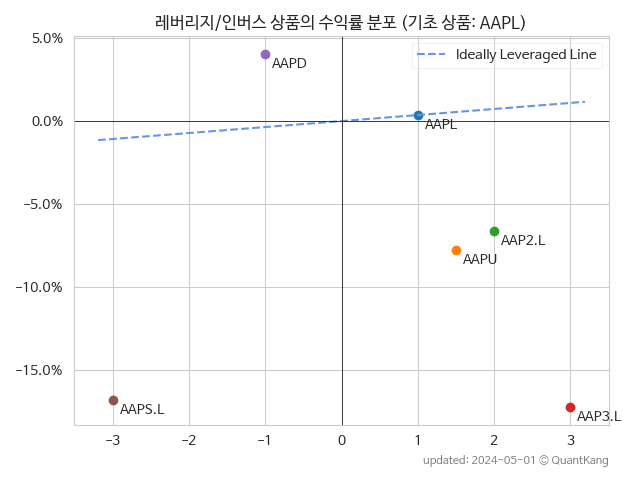 레버리지/인버스 상품의 수익률 분포 (기초 상품: AAPL)
5.0%
Ideally Leveraged Line
AAPD
0.0%
AAPL
−5.0%
AAP2.L
AAPU
−10.0%
−15.0%
AAPS.L
AAP3.L
−3 −2 −1 0 1 2 3
updated: 2024-05-01 © QuantKang